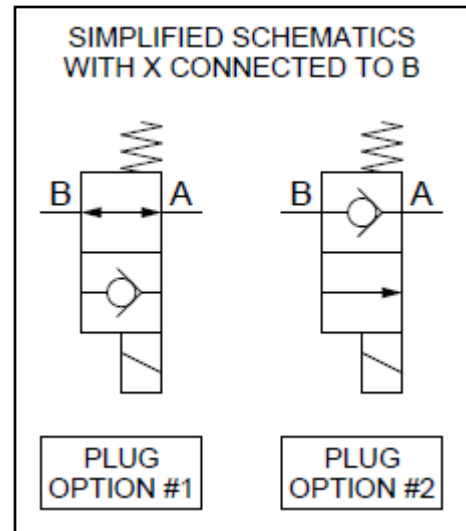 SIMPLIFIED SCHEMATICS
WITH X CONNECTED TO B
B A B A
PLUG
OPTION #1
PLUG
OPTION #2